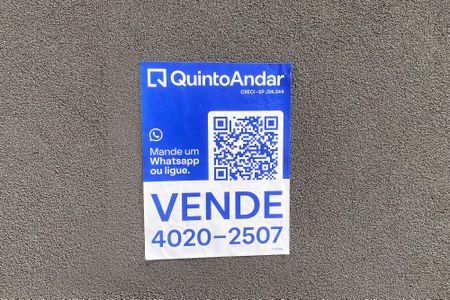 QuintoAndar
CRECI-SP J24.344
Mande um
Whatsapp
ou ligue.
VENDE
4020-2507